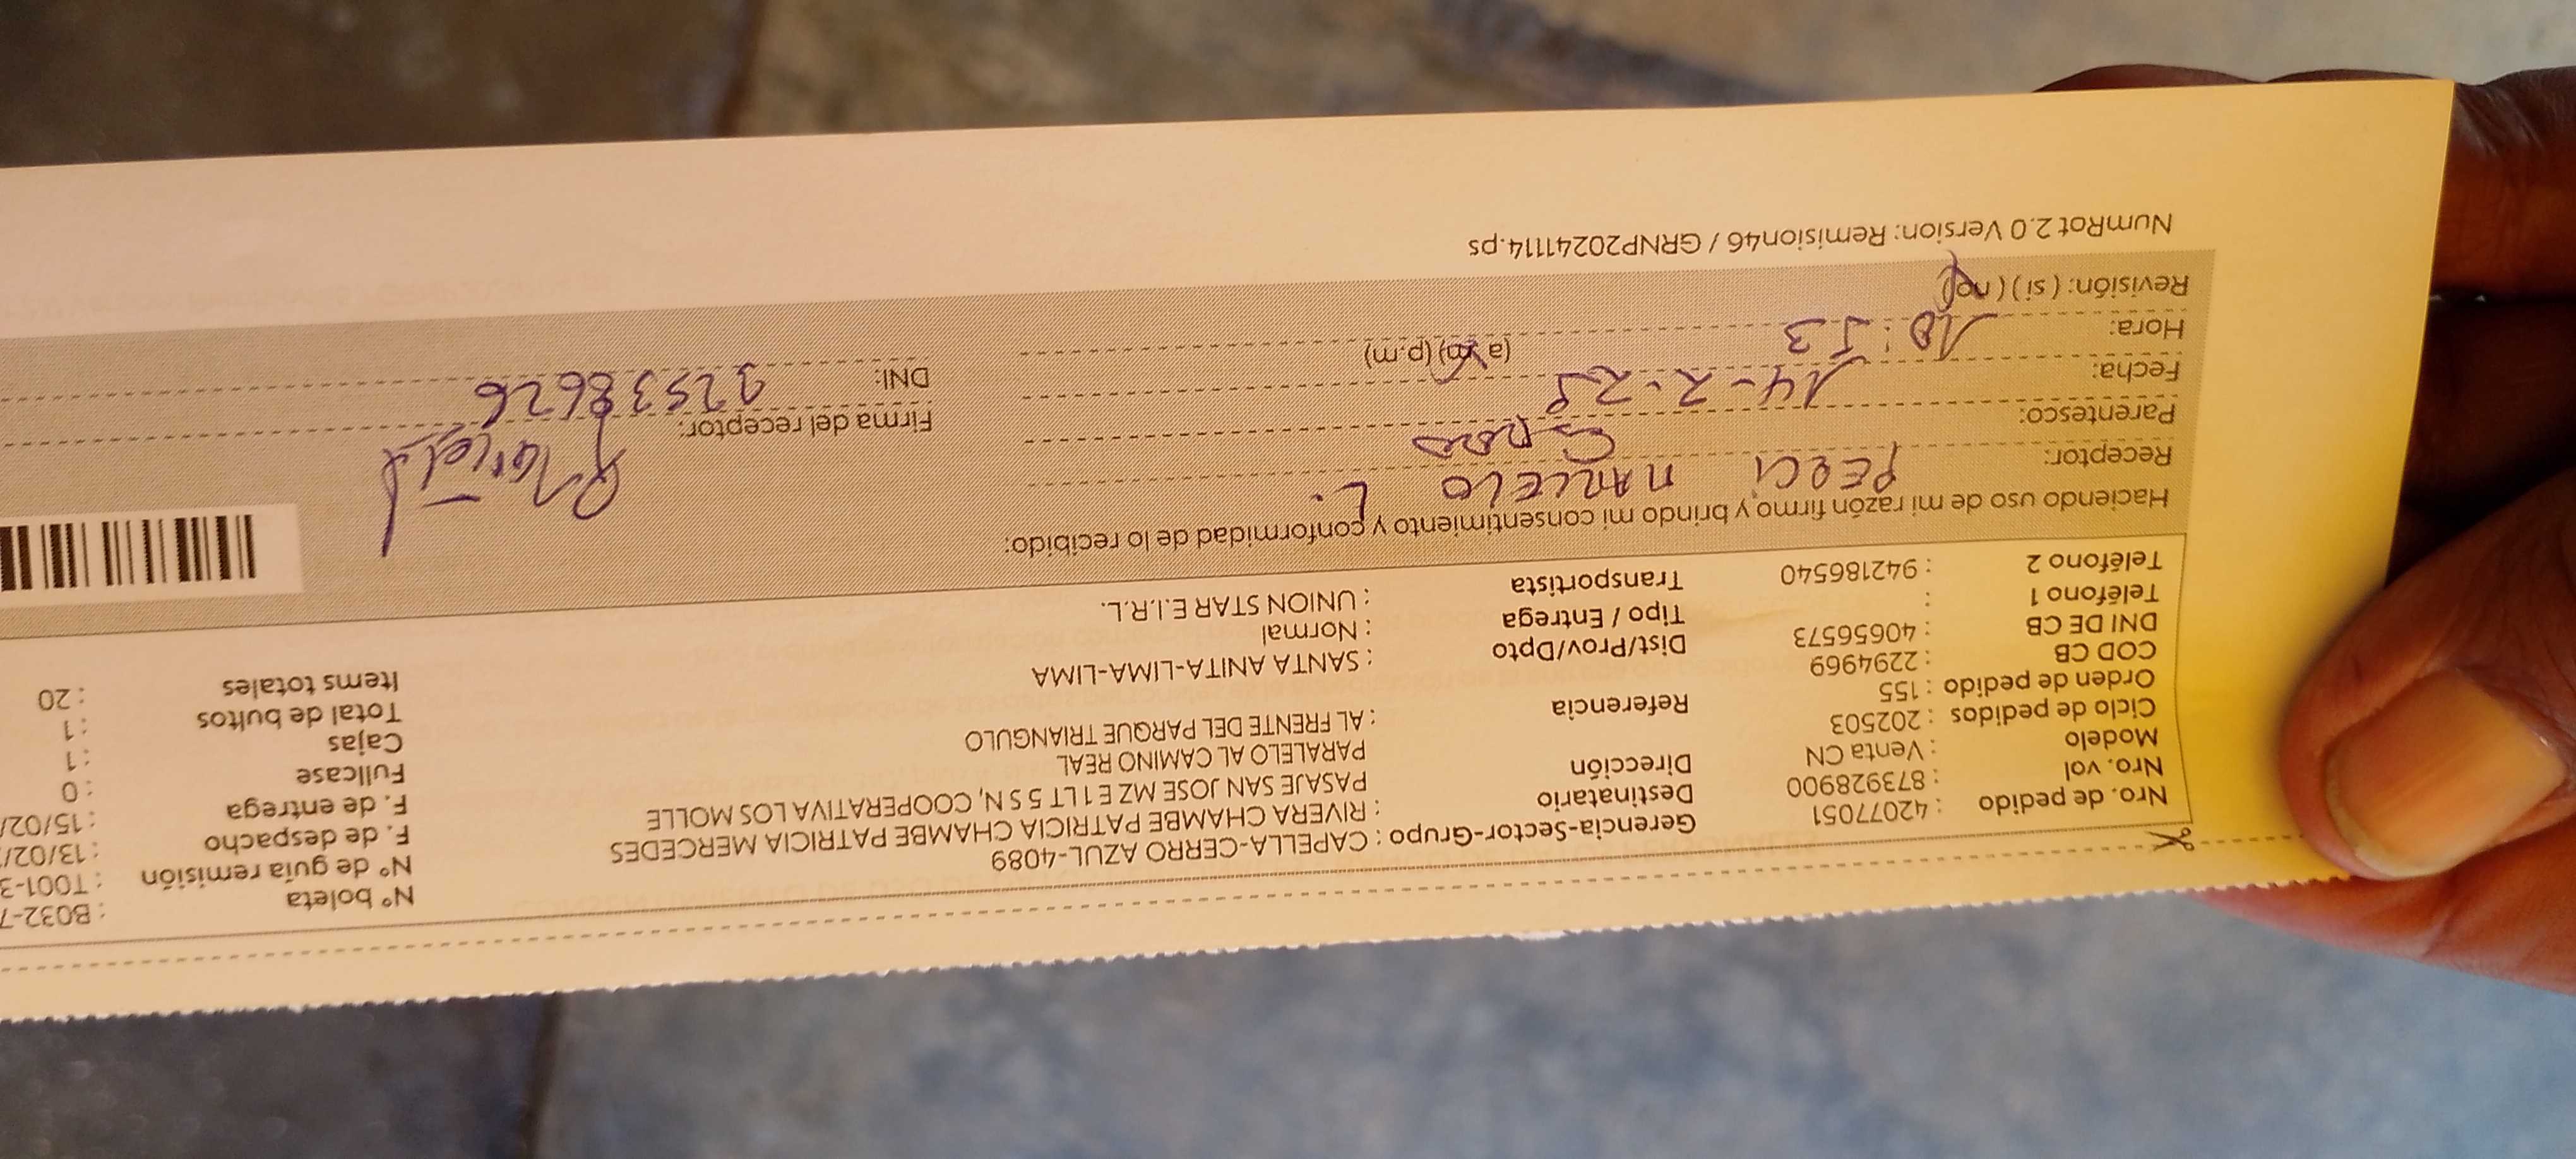 Nro. de pedido : 42077051 Gerencia-Sector-Grupo : CAPELLA-CERRO AZUL-4089 N° boleta : B032-7
Nro. vol : 873928900 Destinatario : RIVERA CHAMBE PATRICIA CHAMBE PATRICIA MERCEDES N° de guía remisión : T001-3
Modelo : Venta CN Dirección PASAJE SAN JOSE MZ E 1 LT 5 S N, COOPERATIVA LOS MOLLE F. de despacho : 13/02/
Ciclo de pedidos : 202503 PARALELO AL CAMINO REAL F. de entrega : 15/02/
Orden de pedido : 155 Referencia : AL FRENTE DEL PARQUE TRIANGULO Fullcase : 0
COD CB : 2294969 Dist/Prov/Dpto : SANTA ANITA-LIMA-LIMA Cajas : 1
DNI DE CB : 40656573 Tipo / Entrega : Normal Total de bultos : 1
Teléfono 1 : Transportista : UNION STAR E.I.R.L. Items totales : 20
Teléfono 2 : 942186540
Haciendo uso de mi razón firmo y brindo mi consentimiento y conformidad de lo recibido:
Receptor: PERCI MARCELO L.
Parentesco: Esposo Firma del receptor:
Fecha: 14-2-25 DNI: 32538626
Hora: 10:53 (a.m) (p.m)
Revisión: (si) (no)
NumRot 2.0 Version: Remision46 / GRNP20241114.ps